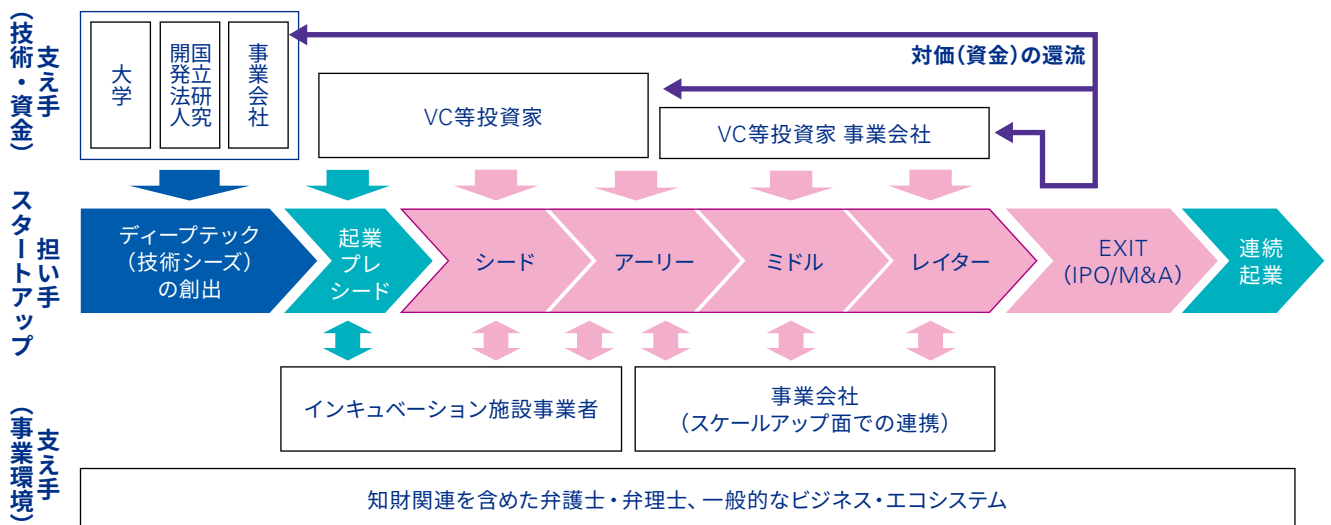 支え手
(技術・資金)
大学
国立研究
開発法人
事業会社
対価(資金)の還流
VC等投資家
VC等投資家 事業会社
担い手
スタートアップ
ディープテック
(技術シーズ)
の創出
起業
プレ
シード
シード
アーリー
ミドル
レイター
EXIT
(IPO/M&A)
連続
起業
支え手
(事業環境)
インキュベーション施設事業者
事業会社
(スケールアップ面での連携)
知財関連を含めた弁護士・弁理士、一般的なビジネス・エコシステム